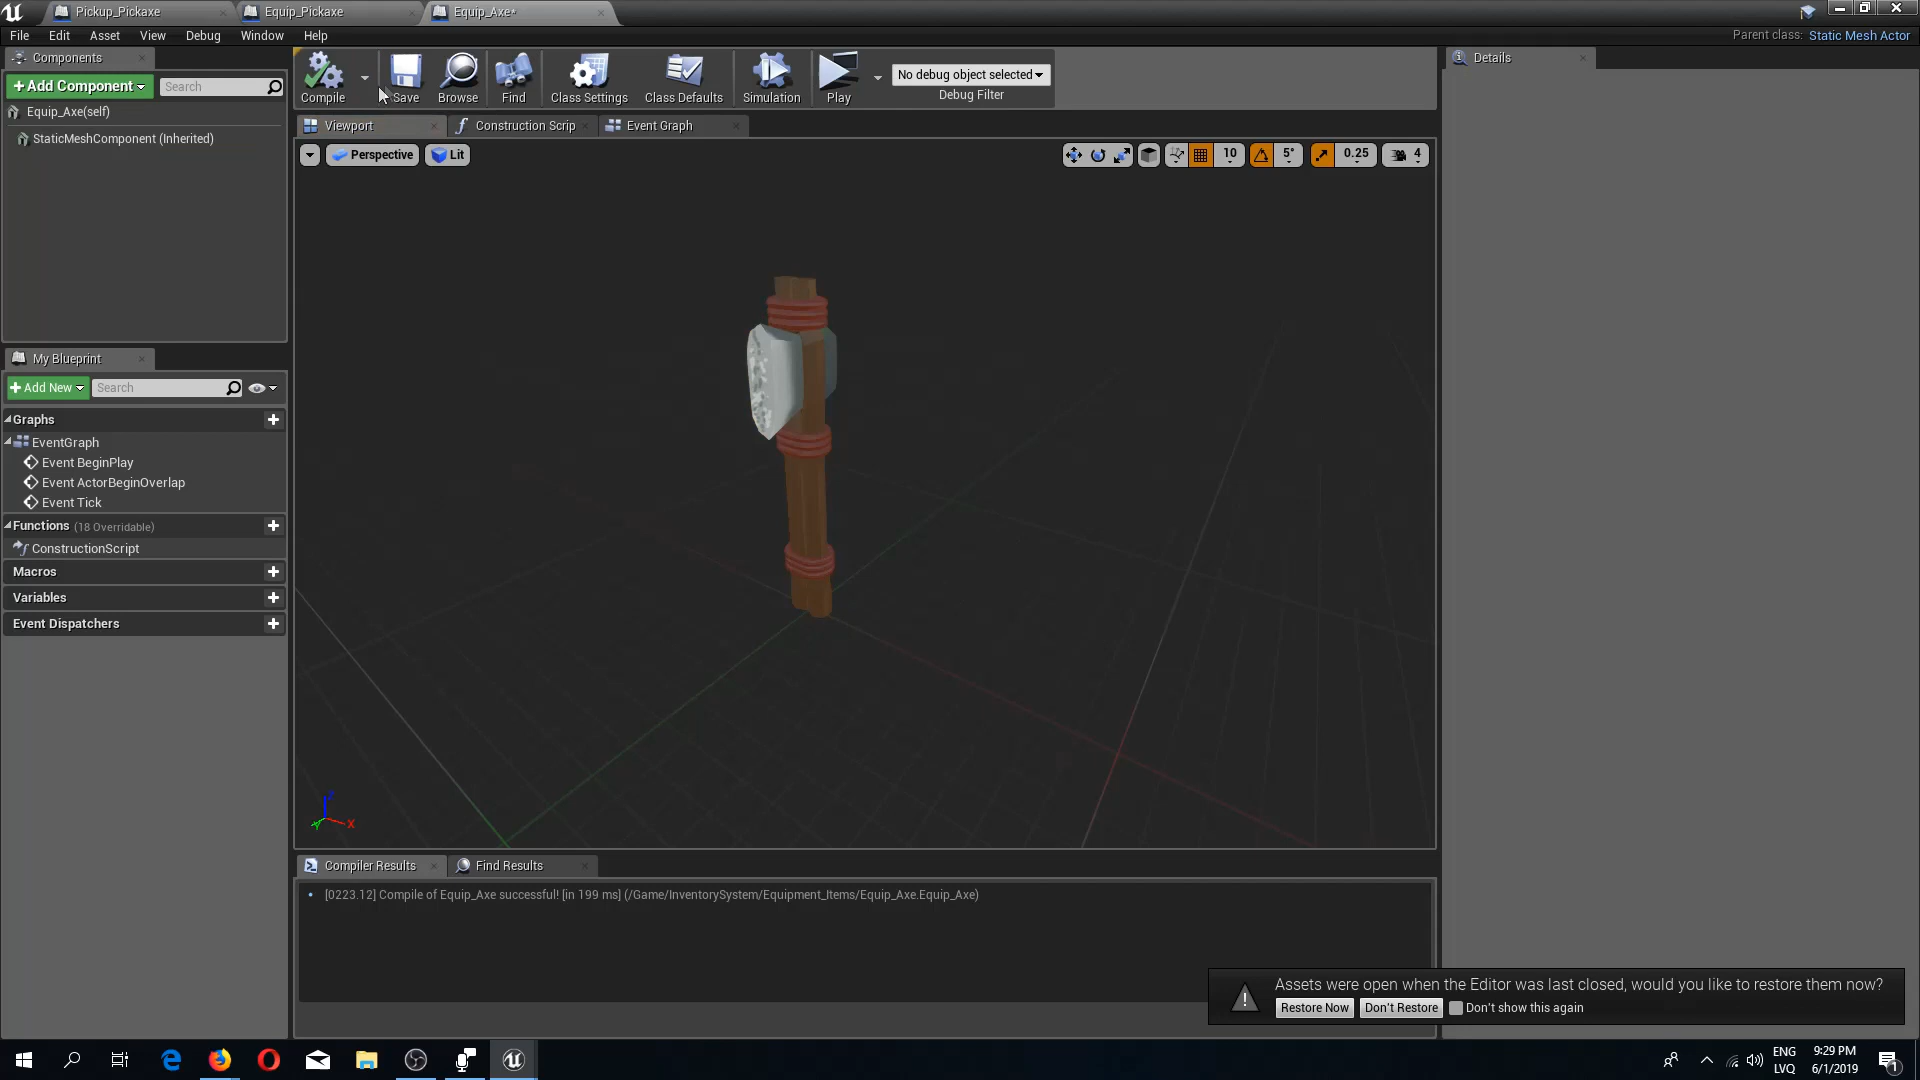 Pickup_Pickaxe
Equip_Pickaxe
Equip_Axe*
File Edit Asset View Debug Window Help
Parent class: Static Mesh Actor
Components
+Add Component
Search
Equip_Axe(self)
StaticMeshComponent (Inherited)
Compile
Save
Browse
Find
Class Settings
Class Defaults
Simulation
Play
No debug object selected
Debug Filter
Details
Viewport
Construction Scrip
Event Graph
Perspective
Lit
10
5°
0.25
4
My Blueprint
+Add New
Search
Graphs
EventGraph
Event BeginPlay
Event ActorBeginOverlap
Event Tick
Functions (18 Overridable)
ConstructionScript
Macros
Variables
Event Dispatchers
Z
X
Y
Compiler Results
Find Results
[0223.12] Compile of Equip_Axe successful! [in 199 ms] (/Game/InventorySystem/Equipment_Items/Equip_Axe.Equip_Axe)
Assets were open when the Editor was last closed, would you like to restore them now?
Restore Now
Don't Restore
Don't show this again
ENG
LVQ
9:29 PM
6/1/2019
1